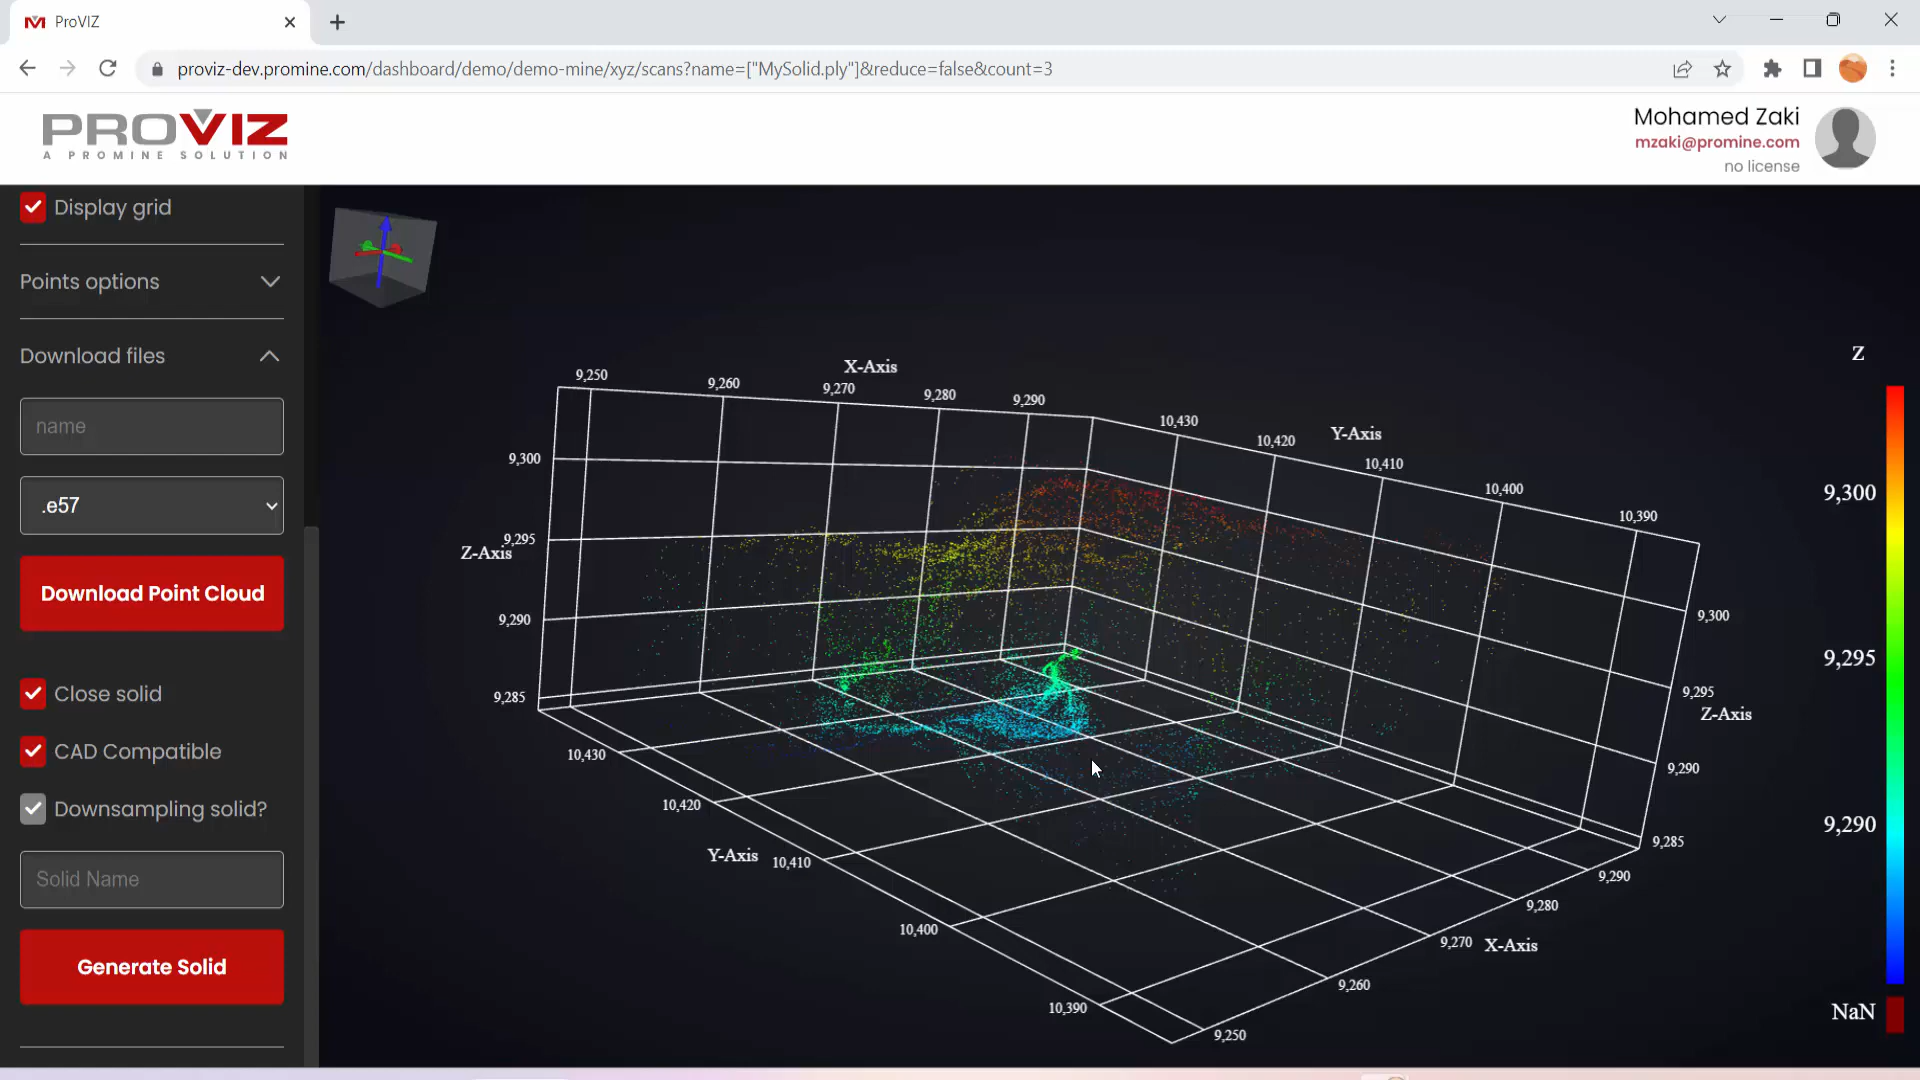 ProVIZ
proviz-dev.promine.com/dashboard/demo/demo-mine/xyz/scans?name=["MySolid.ply"]&reduce=false&count=3
PROVIZ
A PROMINE SOLUTION
Mohamed Zaki
mzaki@promine.com
no license
Display grid
Points options
Download files
name
.e57
Download Point Cloud
Close solid
CAD Compatible
Downsampling solid?
Solid Name
Generate Solid
X-Axis
9,250
9,260
9,270
9,280
9,290
10,430
10,420
Y-Axis
10,410
10,400
10,390
9,300
9,295
Z-Axis
9,290
9,285
9,300
9,295
Z-Axis
9,290
9,285
10,430
10,420
Y-Axis
10,410
10,400
10,390
9,290
9,280
9,270
X-Axis
9,260
9,250
Z
9,300
9,295
9,290
NaN